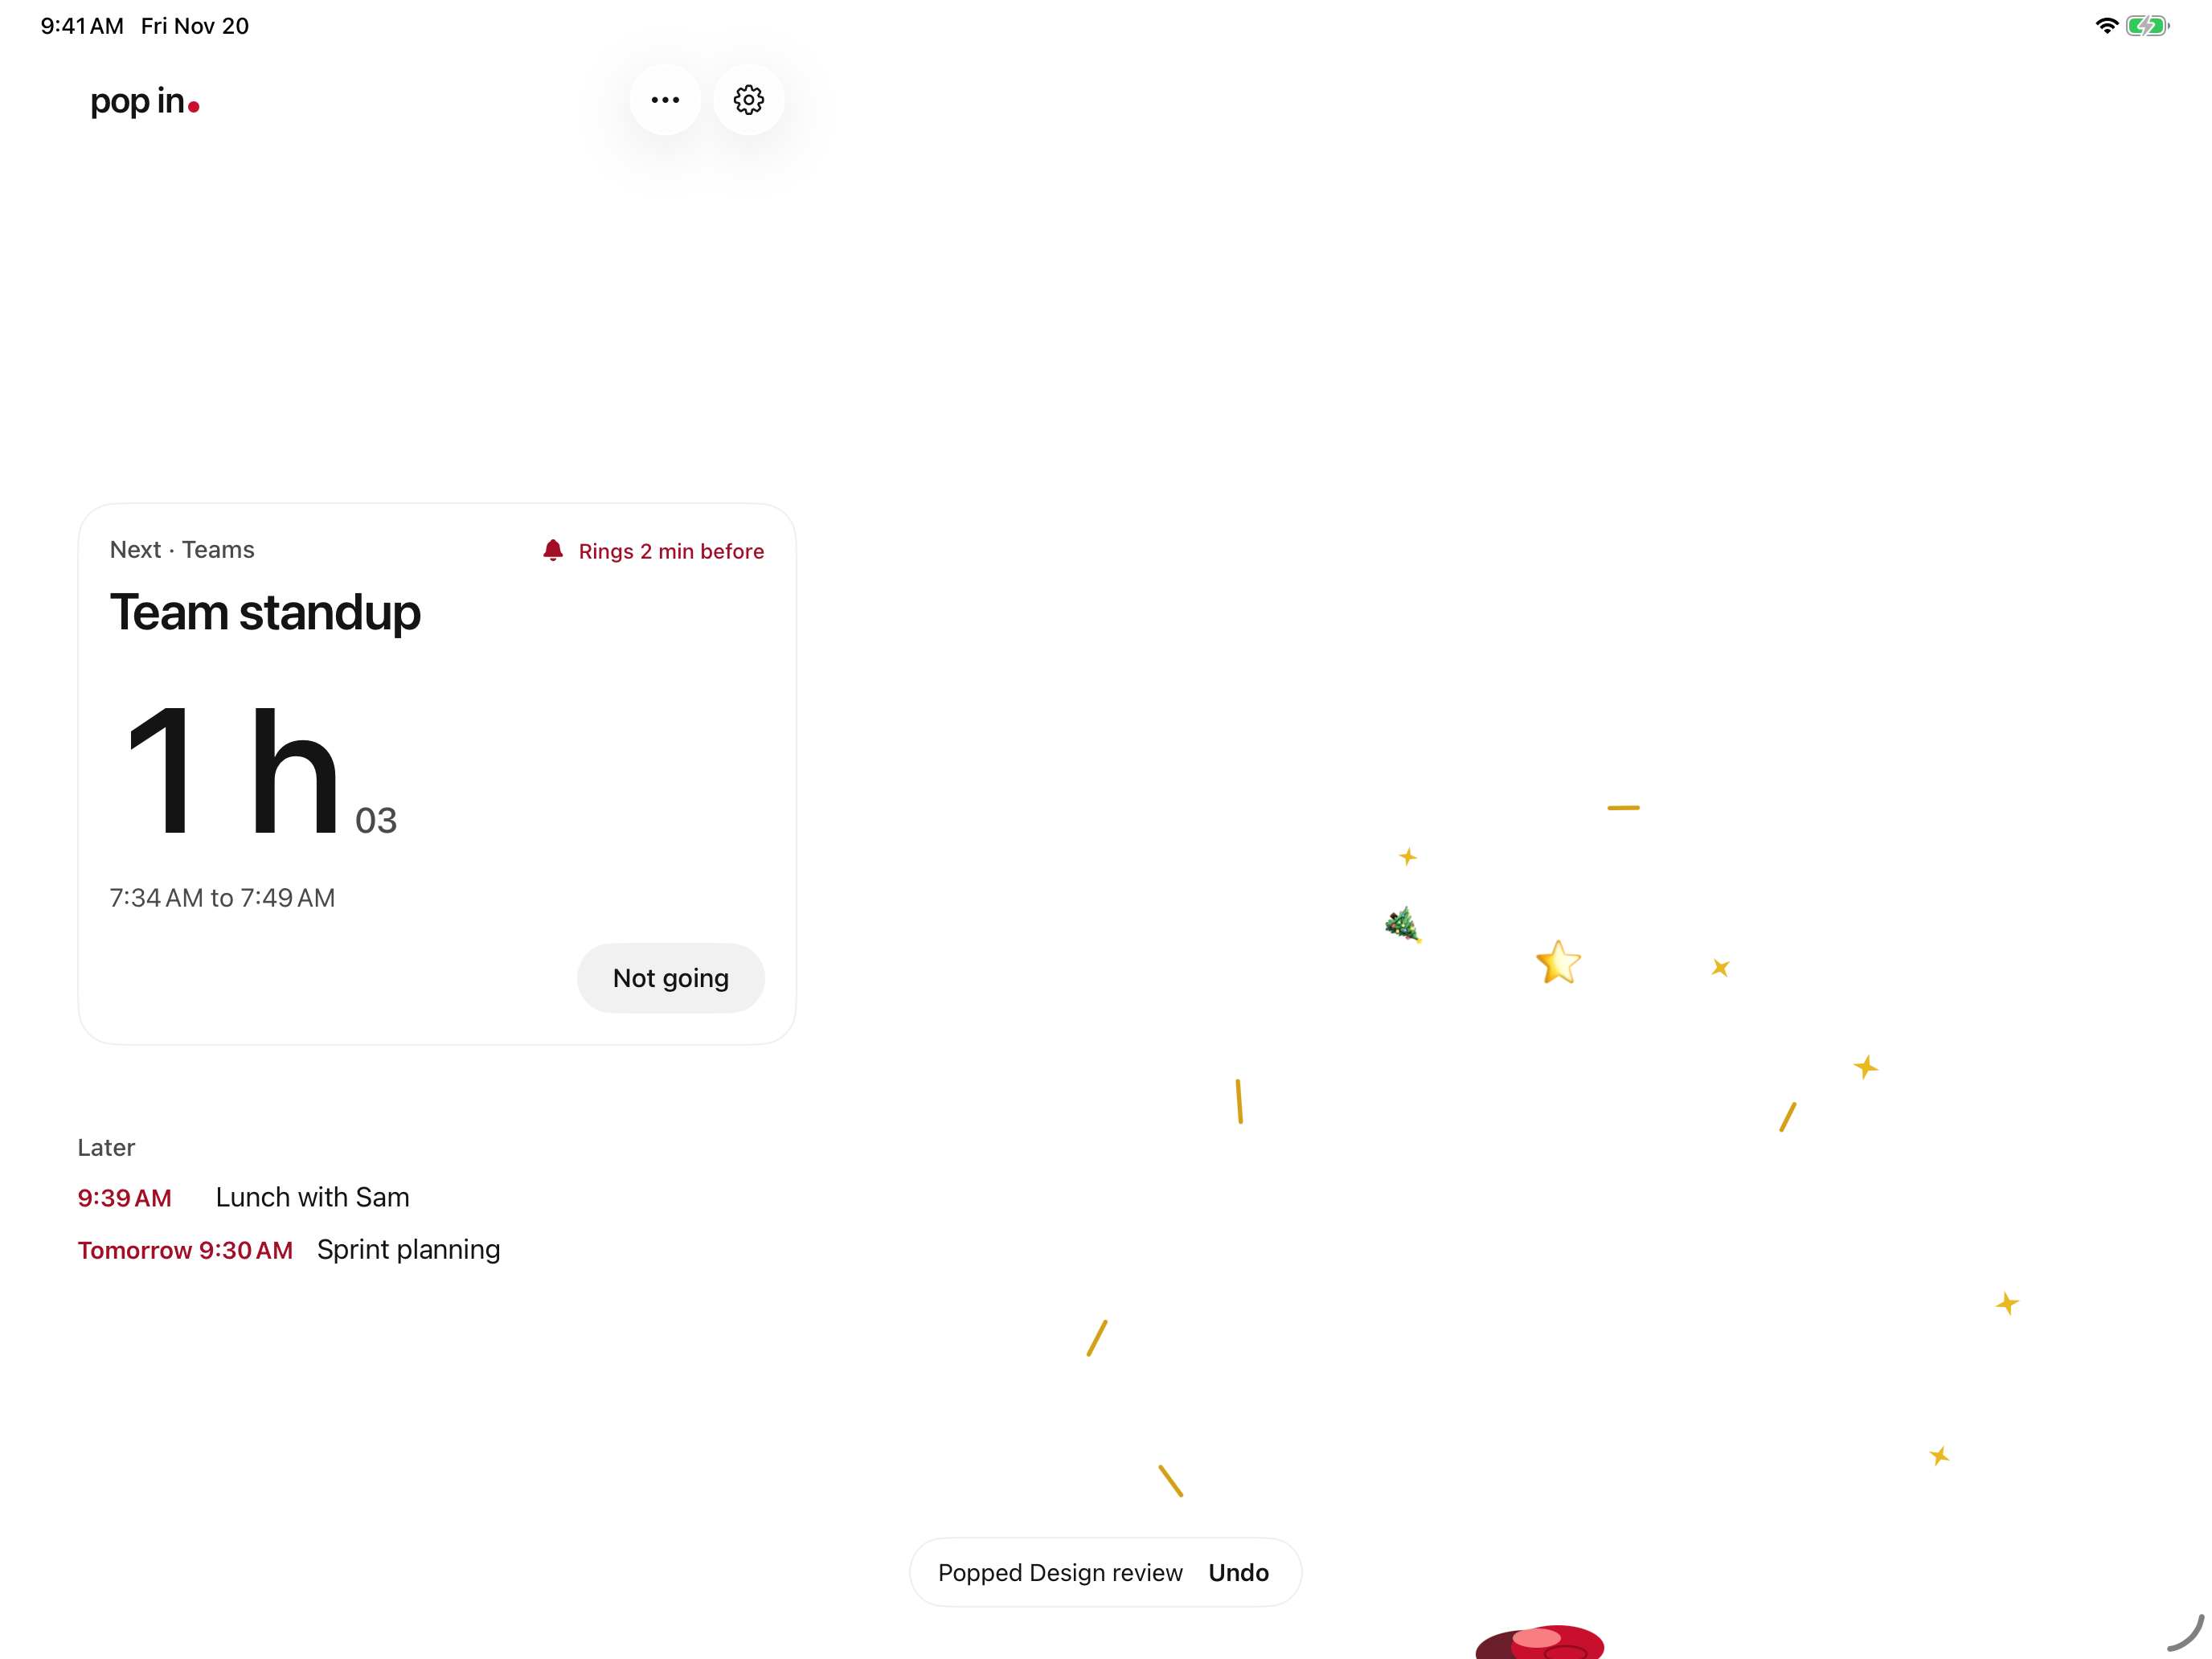 9:41 AM Fri Nov 20
pop in.
Next · Teams
Rings 2 min before
Team standup
1 h 03
7:34 AM to 7:49 AM
Not going
Later
9:39 AM Lunch with Sam
Tomorrow 9:30 AM Sprint planning
Popped Design review Undo